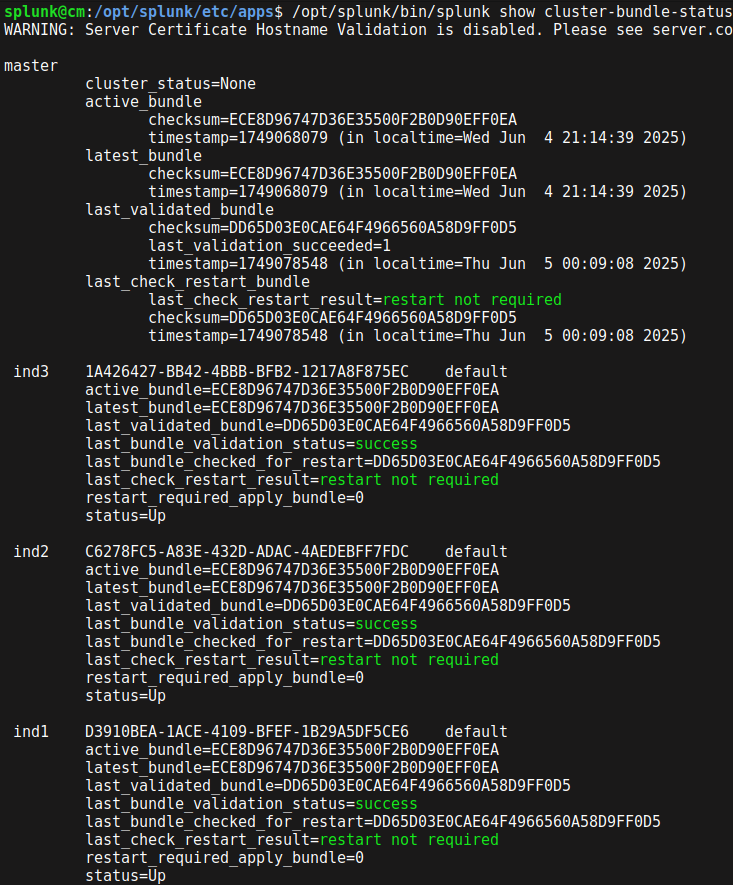 splunk@cm:/opt/splunk/etc/apps$ /opt/splunk/bin/splunk show cluster-bundle-status
WARNING: Server Certificate Hostname Validation is disabled. Please see server.co
master
cluster_status=None
active_bundle
checksum=ECE8D96747D36E35500F2B0D90EFF0EA
timestamp=1749068079 (in localtime=Wed Jun  4 21:14:39 2025)
latest_bundle
checksum=ECE8D96747D36E35500F2B0D90EFF0EA
timestamp=1749068079 (in localtime=Wed Jun  4 21:14:39 2025)
last_validated_bundle
checksum=DD65D03E0CAE64F4966560A58D9FF0D5
last_validation_succeeded=1
timestamp=1749078548 (in localtime=Thu Jun  5 00:09:08 2025)
last_check_restart_bundle
last_check_restart_result=restart not required
checksum=DD65D03E0CAE64F4966560A58D9FF0D5
timestamp=1749078548 (in localtime=Thu Jun  5 00:09:08 2025)
ind3    1A426427-BB42-4BBB-BFB2-1217A8F875EC    default
active_bundle=ECE8D96747D36E35500F2B0D90EFF0EA
latest_bundle=ECE8D96747D36E35500F2B0D90EFF0EA
last_validated_bundle=DD65D03E0CAE64F4966560A58D9FF0D5
last_bundle_validation_status=success
last_bundle_checked_for_restart=DD65D03E0CAE64F4966560A58D9FF0D5
last_check_restart_result=restart not required
restart_required_apply_bundle=0
status=Up
ind2    C6278FC5-A83E-432D-ADAC-4AEDEBFF7FDC    default
active_bundle=ECE8D96747D36E35500F2B0D90EFF0EA
latest_bundle=ECE8D96747D36E35500F2B0D90EFF0EA
last_validated_bundle=DD65D03E0CAE64F4966560A58D9FF0D5
last_bundle_validation_status=success
last_bundle_checked_for_restart=DD65D03E0CAE64F4966560A58D9FF0D5
last_check_restart_result=restart not required
restart_required_apply_bundle=0
status=Up
ind1    D3910BEA-1ACE-4109-BFEF-1B29A5DF5CE6    default
active_bundle=ECE8D96747D36E35500F2B0D90EFF0EA
latest_bundle=ECE8D96747D36E35500F2B0D90EFF0EA
last_validated_bundle=DD65D03E0CAE64F4966560A58D9FF0D5
last_bundle_validation_status=success
last_bundle_checked_for_restart=DD65D03E0CAE64F4966560A58D9FF0D5
last_check_restart_result=restart not required
restart_required_apply_bundle=0
status=Up